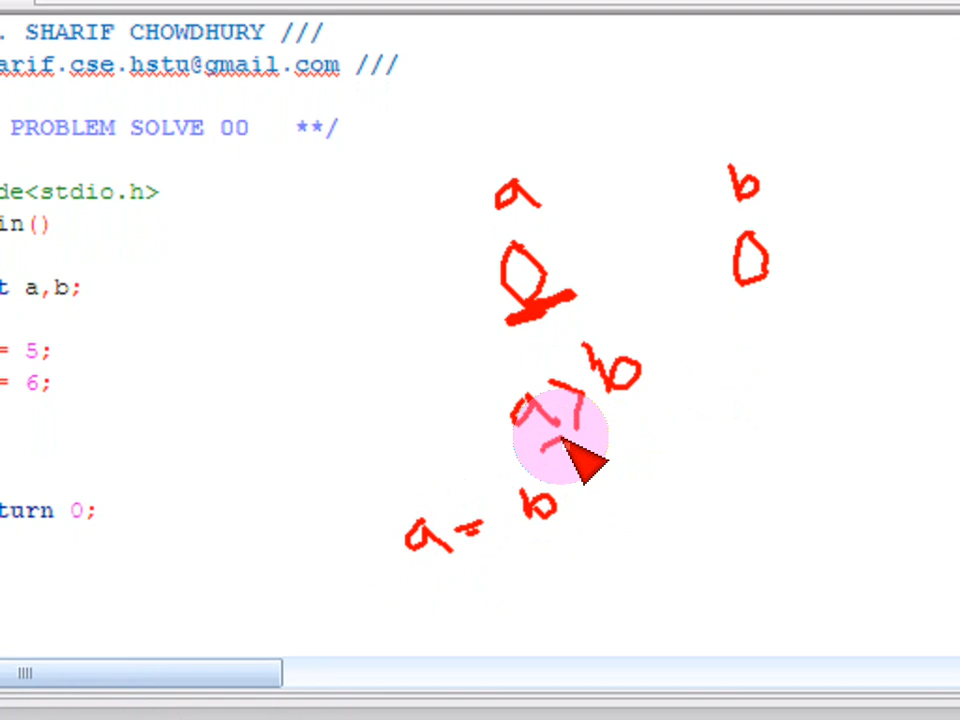 . SHARIF CHOWDHURY ///
arif.cse.hstu@gmail.com ///
PROBLEM SOLVE 00 **/
de<stdio.h>
in()
t a,b;
= 5;
= 6;
turn 0;
a b
0 0
a > b
a = b